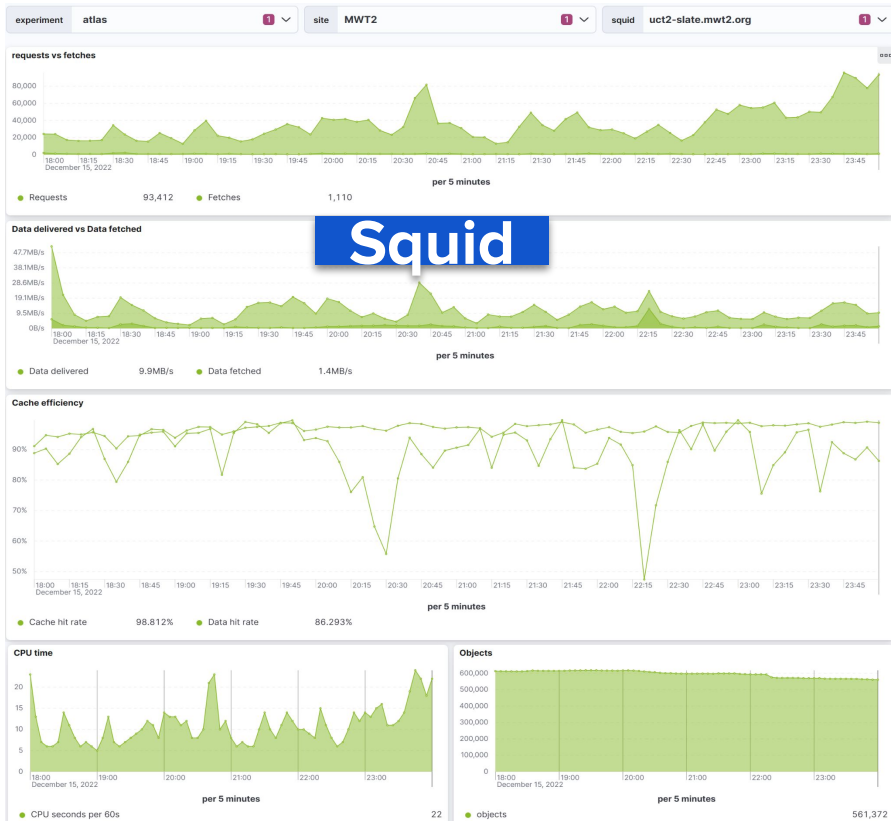 experiment atlas 1 site MWT2 1 squid uct2-slate.mwt2.org 1
requests vs fetches
80,000
60,000
40,000
20,000
0
18:00 18:15 18:30 18:45 19:00 19:15 19:30 19:45 20:00 20:15 20:30 20:45 21:00 21:15 21:30 21:45 22:00 22:15 22:30 22:45 23:00 23:15 23:30 23:45
December 15, 2022
per 5 minutes
Requests 93,412 Fetches 1,110
Squid
Data delivered vs Data fetched
47.7MB/s
38.1MB/s
28.6MB/s
19.1MB/s
9.5MB/s
0B/s
18:00 18:15 18:30 18:45 19:00 19:15 19:30 19:45 20:00 20:15 20:30 20:45 21:00 21:15 21:30 21:45 22:00 22:15 22:30 22:45 23:00 23:15 23:30 23:45
December 15, 2022
per 5 minutes
Data delivered 9.9MB/s Data fetched 1.4MB/s
Cache efficiency
90%
80%
70%
60%
50%
18:00 18:15 18:30 18:45 19:00 19:15 19:30 19:45 20:00 20:15 20:30 20:45 21:00 21:15 21:30 21:45 22:00 22:15 22:30 22:45 23:00 23:15 23:30 23:45
December 15, 2022
per 5 minutes
Cache hit rate 98.812% Data hit rate 86.293%
CPU time
20
15
10
5
0
18:00 19:00 20:00 21:00 22:00 23:00
December 15, 2022
per 5 minutes
CPU seconds per 60s 22
Objects
600,000
500,000
400,000
300,000
200,000
100,000
0
18:00 19:00 20:00 21:00 22:00 23:00
December 15, 2022
per 5 minutes
objects 561,372